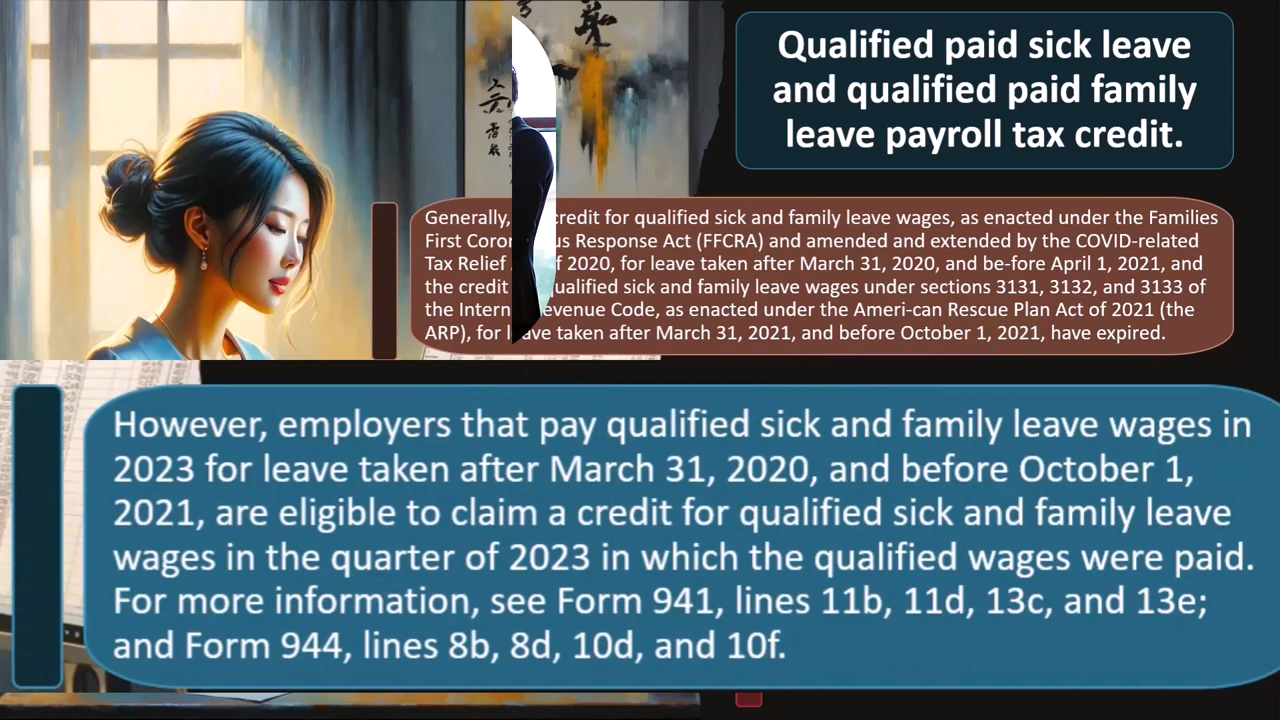 Qualified paid sick leave
and qualified paid family
leave payroll tax credit.
Generally, credit for qualified sick and family leave wages, as enacted under the Families
First Response Act (FFCRA) and amended and extended by the COVID-related
Tax Relief of 2020, for leave taken after March 31, 2020, and be-fore April 1, 2021, and
the credit qualified sick and family leave wages under sections 3131, 3132, and 3133 of
the Revenue Code, as enacted under the Ameri-can Rescue Plan Act of 2021 (the
ARP), for leave taken after March 31, 2021, and before October 1, 2021, have expired.
However, employers that pay qualified sick and family leave wages in
2023 for leave taken after March 31, 2020, and before October 1,
2021, are eligible to claim a credit for qualified sick and family leave
wages in the quarter of 2023 in which the qualified wages were paid.
For more information, see Form 941, lines 11b, 11d, 13c, and 13e;
and Form 944, lines 8b, 8d, 10d, and 10f.